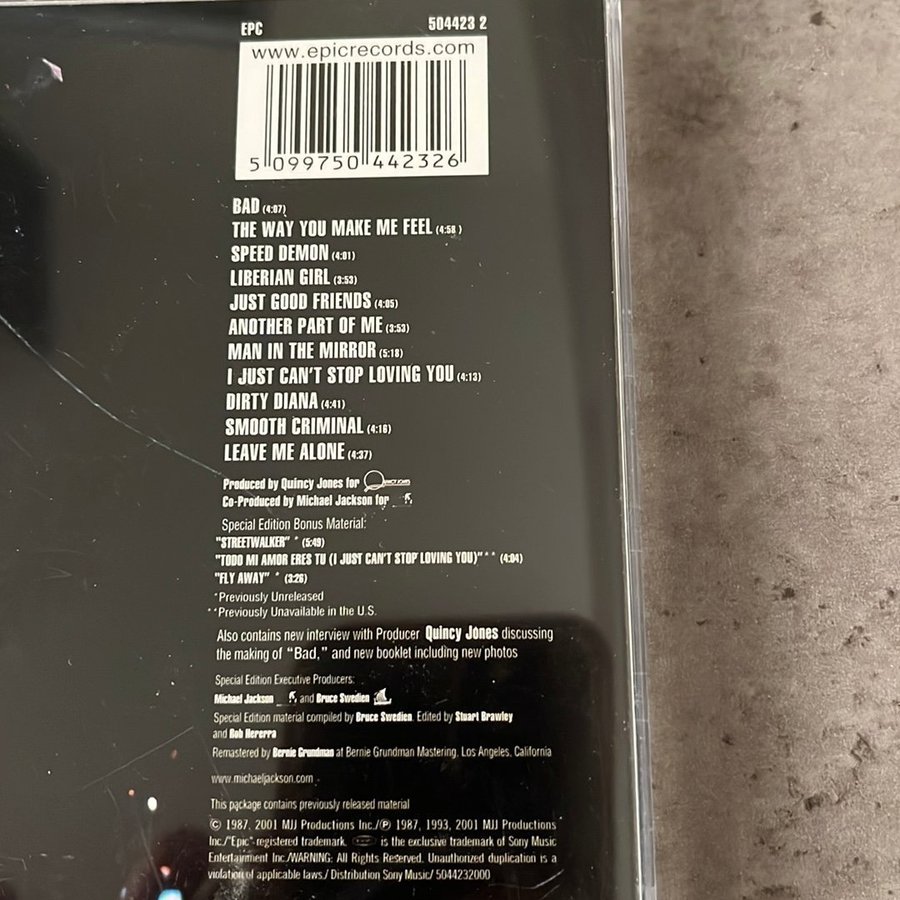 EPC 504423 2
www.epicrecords.com
5 099750 442326
BAD (4:07)
THE WAY YOU MAKE ME FEEL (4:58)
SPEED DEMON (4:01)
LIBERIAN GIRL (3:53)
JUST GOOD FRIENDS (4:05)
ANOTHER PART OF ME (3:53)
MAN IN THE MIRROR (5:18)
I JUST CAN'T STOP LOVING YOU (4:13)
DIRTY DIANA (4:41)
SMOOTH CRIMINAL (4:16)
LEAVE ME ALONE (4:37)
Produced by Quincy Jones for QUINCY JONES
Co-Produced by Michael Jackson for
Special Edition Bonus Material:
"STREETWALKER" * (5:49)
"TODO MI AMOR ERES TU (I JUST CAN'T STOP LOVING YOU)"** (4:04)
"FLY AWAY" * (3:26)
*Previously Unreleased
**Previously Unavailable in the U.S.
Also contains new interview with Producer Quincy Jones discussing
the making of "Bad," and new booklet including new photos
Special Edition Executive Producers:
Michael Jackson and Bruce Swedien
Special Edition material compiled by Bruce Swedien. Edited by Stuart Brawley
and Rob Hererra
Remastered by Bernie Grundman at Bernie Grundman Mastering, Los Angeles, California
www.michaeljackson.com
This package contains previously released material
© 1987, 2001 MJJ Productions Inc./℗ 1987, 1993, 2001 MJJ Productions
Inc./"Epic" registered trademark. is the exclusive trademark of Sony Music
Entertainment Inc./WARNING: All Rights Reserved. Unauthorized duplication is a
violation of applicable laws./ Distribution Sony Music/ 5044232000